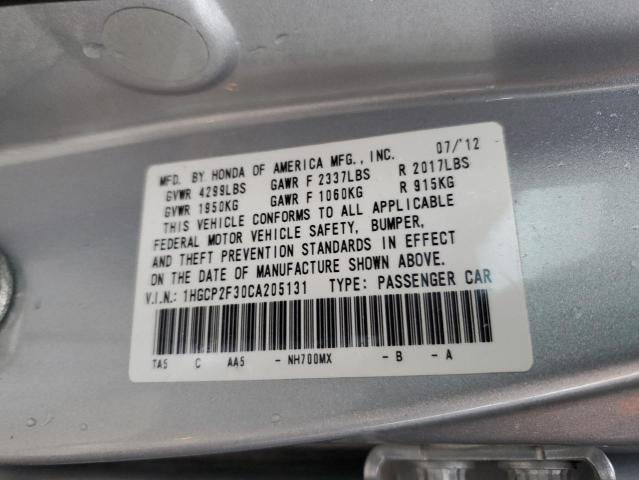 MFD. BY HONDA OF AMERICA MFG., INC. 07/'12
GVWR 4299LBS GAWR F 2337LBS R 2017LBS
GVWR 1950KG GAWR F 1060KG R 915KG
THIS VEHICLE CONFORMS TO ALL APPLICABLE
FEDERAL MOTOR VEHICLE SAFETY, BUMPER,
AND THEFT PREVENTION STANDARDS IN EFFECT
ON THE DATE OF MANUFACTURE SHOWN ABOVE.
V.I.N.: 1HGCP2F30CA205131 TYPE: PASSENGER CAR
TA5 C AA5 - NH700MX - B - A